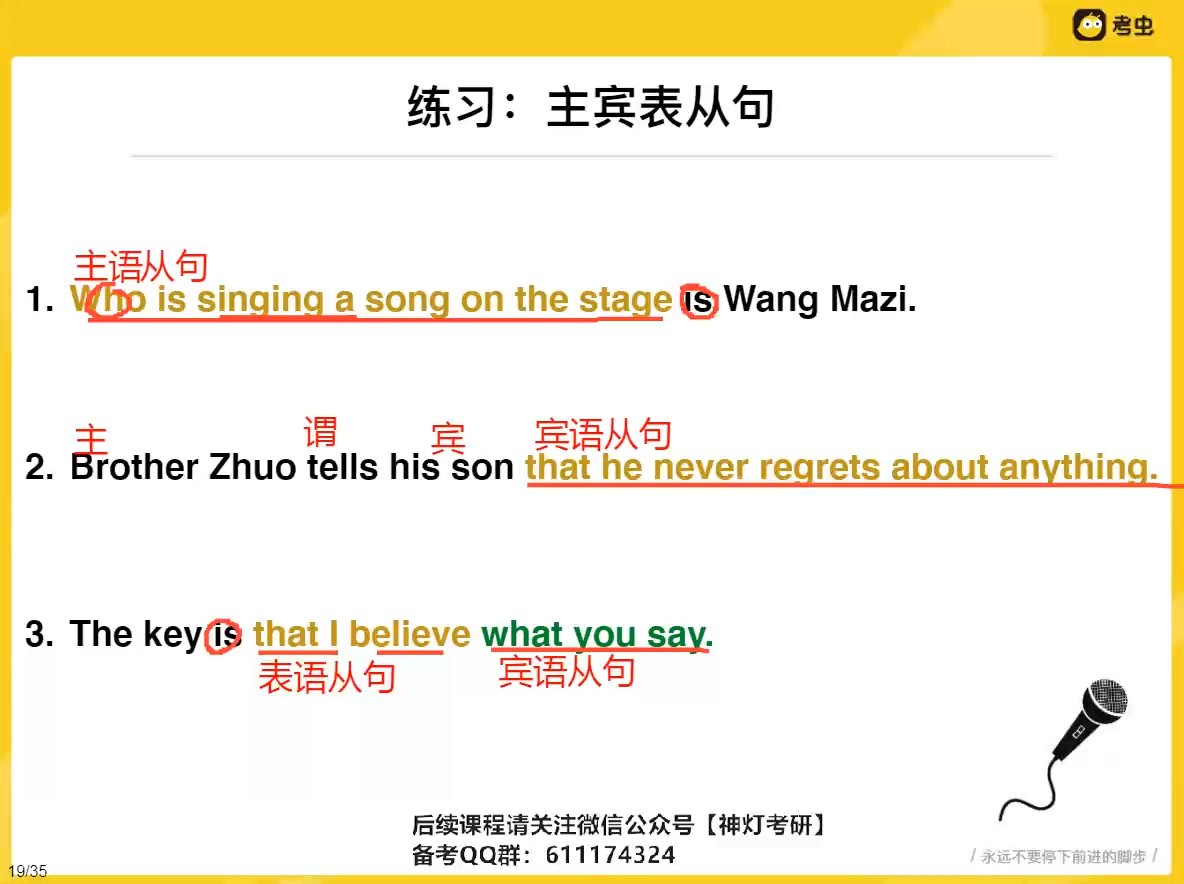 考虫
练习：主宾表从句
主语从句
1. Who is singing a song on the stage is Wang Mazi.
主 谓 宾 宾语从句
2. Brother Zhuo tells his son that he never regrets about anything.
3. The key is that I believe what you say.
表语从句 宾语从句
后续课程请关注微信公众号【神灯考研】
备考QQ群：611174324
/ 永远不要停下前进的脚步 /
19/35